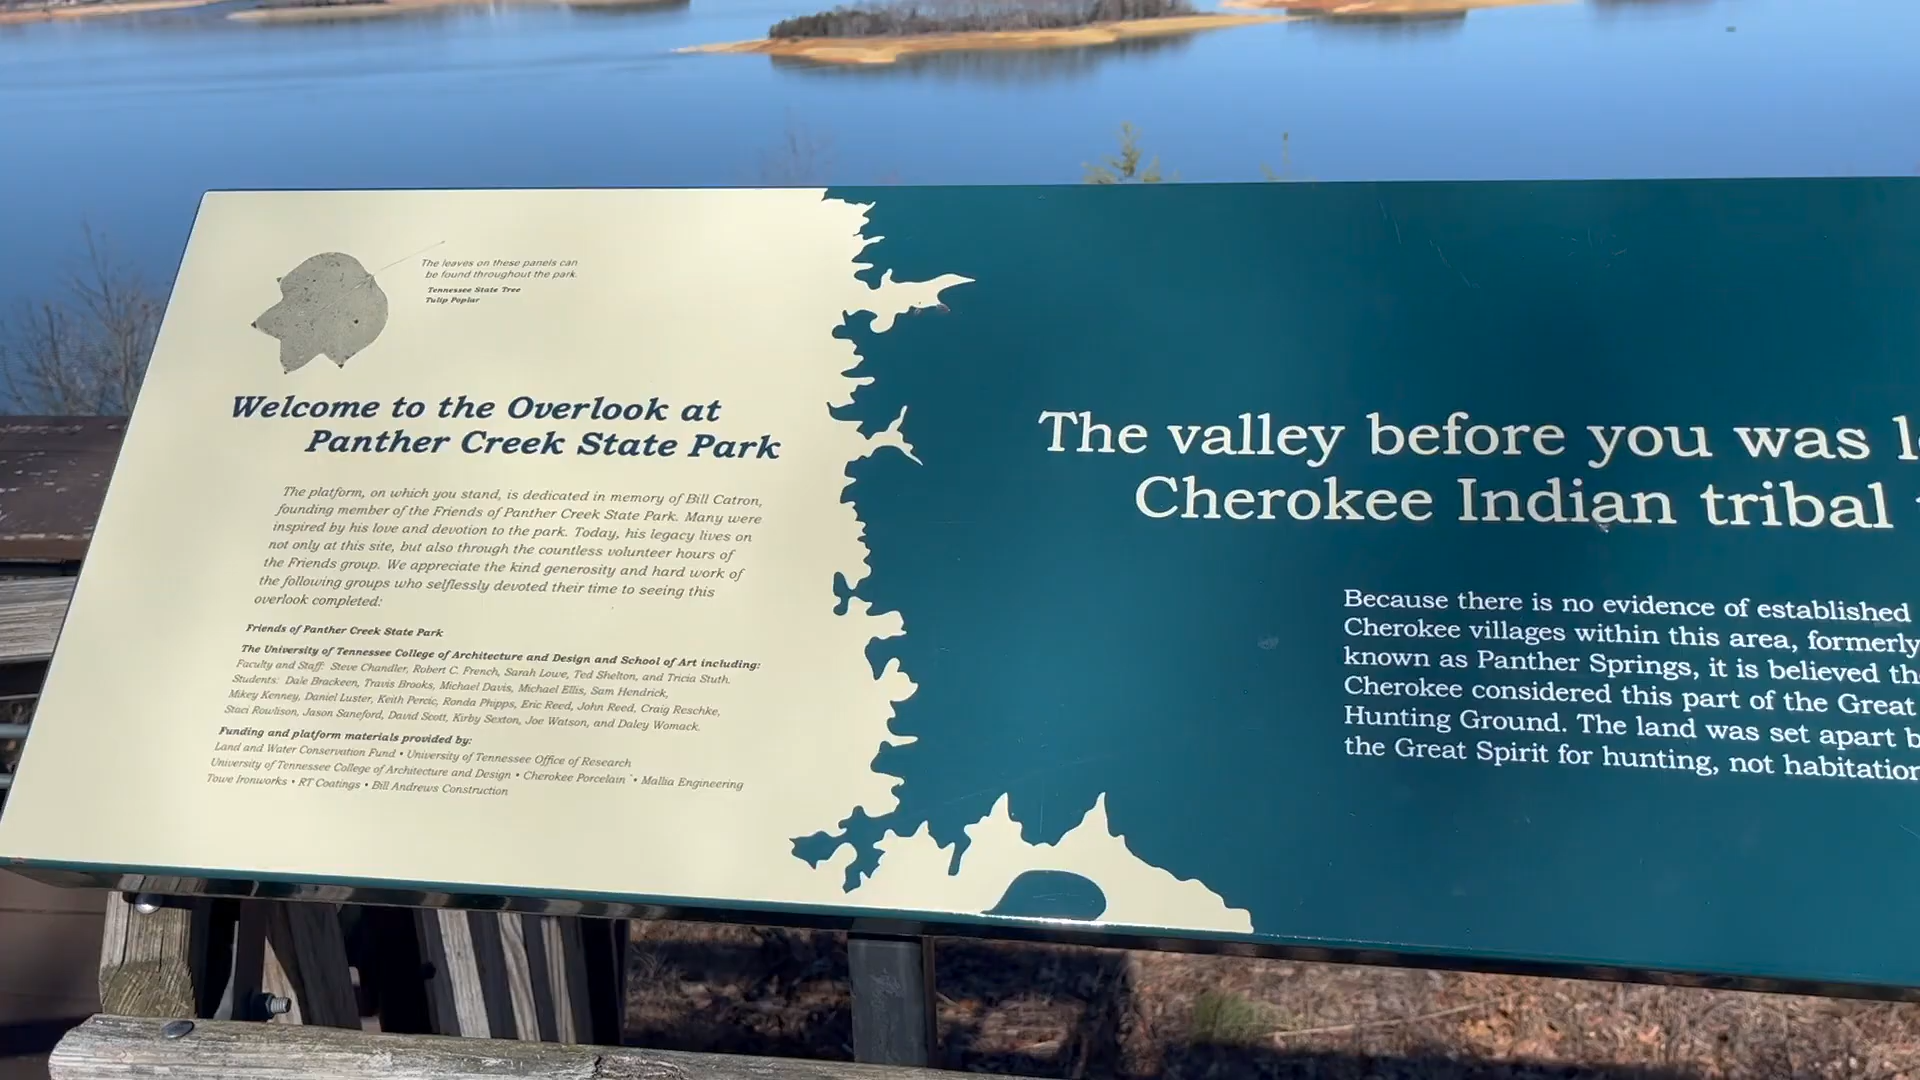 The leaves on these panels can
be found throughout the park.
Tennessee State Tree
Tulip Poplar
Welcome to the Overlook at
Panther Creek State Park
The platform, on which you stand, is dedicated in memory of Bill Catron,
founding member of the Friends of Panther Creek State Park. Many were
inspired by his love and devotion to the park. Today, his legacy lives on
not only at this site, but also through the countless volunteer hours of
the Friends group. We appreciate the kind generosity and hard work of
the following groups who selflessly devoted their time to seeing this
overlook completed:
Friends of Panther Creek State Park
The University of Tennessee College of Architecture and Design and School of Art including:
Faculty and Staff: Steve Chandler, Robert C. French, Sarah Lowe, Ted Shelton, and Tricia Stuth.
Students: Dale Brackeen, Travis Brooks, Michael Davis, Michael Ellis, Sam Hendrick,
Mikey Kenney, Daniel Luster, Keith Percic, Randa Phipps, Eric Reed, John Reed, Craig Reschke,
Staci Rowlison, Jason Saneford, David Scott, Kirby Sexton, Joe Watson, and Daley Womack.
Funding and platform materials provided by:
Land and Water Conservation Fund • University of Tennessee Office of Research
University of Tennessee College of Architecture and Design • Cherokee Porcelain • Mallia Engineering
Towe Ironworks • RT Coatings • Bill Andrews Construction
The valley before you was
Cherokee Indian tribal
Because there is no evidence of established
Cherokee villages within this area, formerly
known as Panther Springs, it is believed
Cherokee considered this part of the Great
Hunting Ground. The land was set apart
the Great Spirit for hunting, not